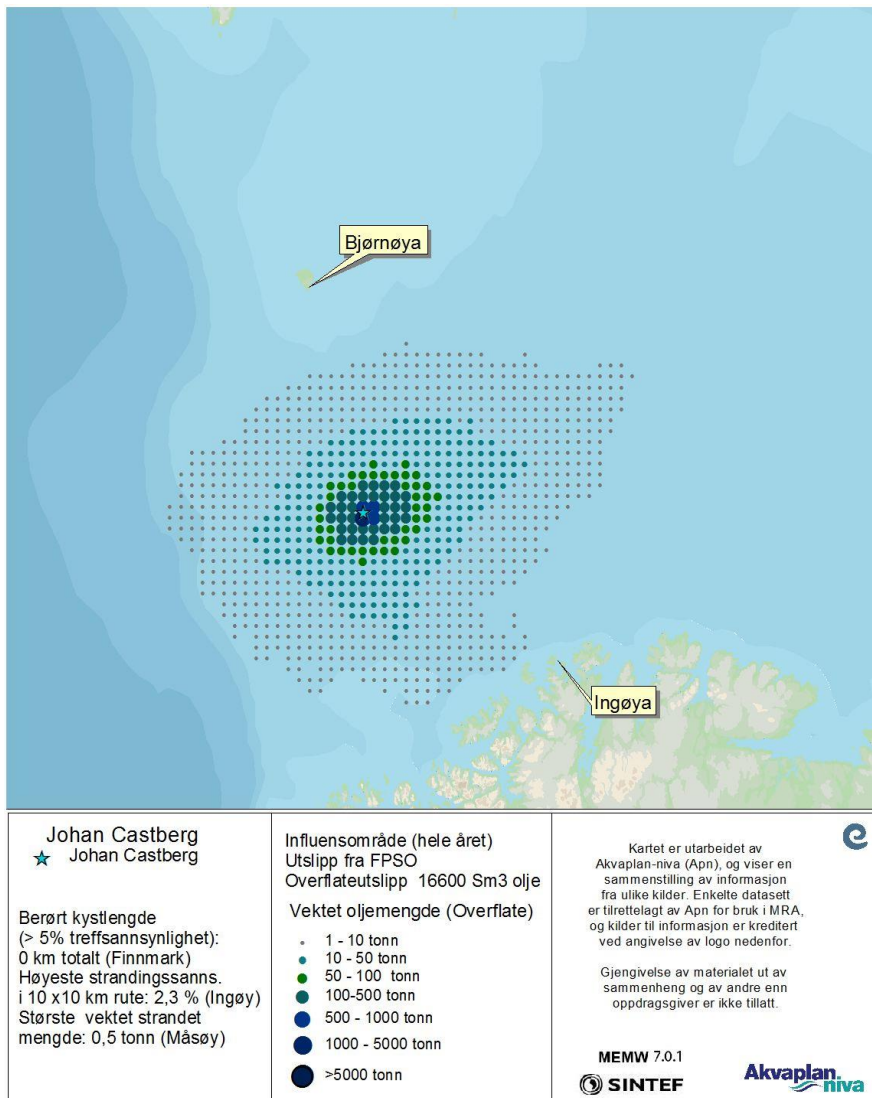 Bjørnøya
Ingøya
Johan Castberg
Johan Castberg
Berørt kystlengde
(> 5% treffsannsynlighet):
0 km totalt (Finnmark)
Høyeste strandingssanns.
i 10 x10 km rute: 2,3 % (Ingøy)
Største vektet strandet
mengde: 0,5 tonn (Måsøy)
Influensområde (hele året)
Utslipp fra FPSO
Overflateutslipp 16600 Sm3 olje
Vektet oljemengde (Overflate)
1 - 10 tonn
10 - 50 tonn
50 - 100 tonn
100-500 tonn
500 - 1000 tonn
1000 - 5000 tonn
>5000 tonn
Kartet er utarbeidet av
Akvaplan-niva (Apn), og viser en
sammenstilling av informasjon
fra ulike kilder. Enkelte datasett
er tilrettelagt av Apn for bruk i MRA,
og kilder til informasjon er kreditert
ved angivelse av logo nedenfor.
Gjengivelse av materialet ut av
sammenheng og av andre enn
oppdragsgiver er ikke tillatt.
MEMW 7.0.1
SINTEF
Akvaplan
niva